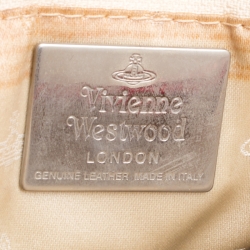 Vivienne
Westwood
LONDON
GENUINE LEATHER MADE IN ITALY